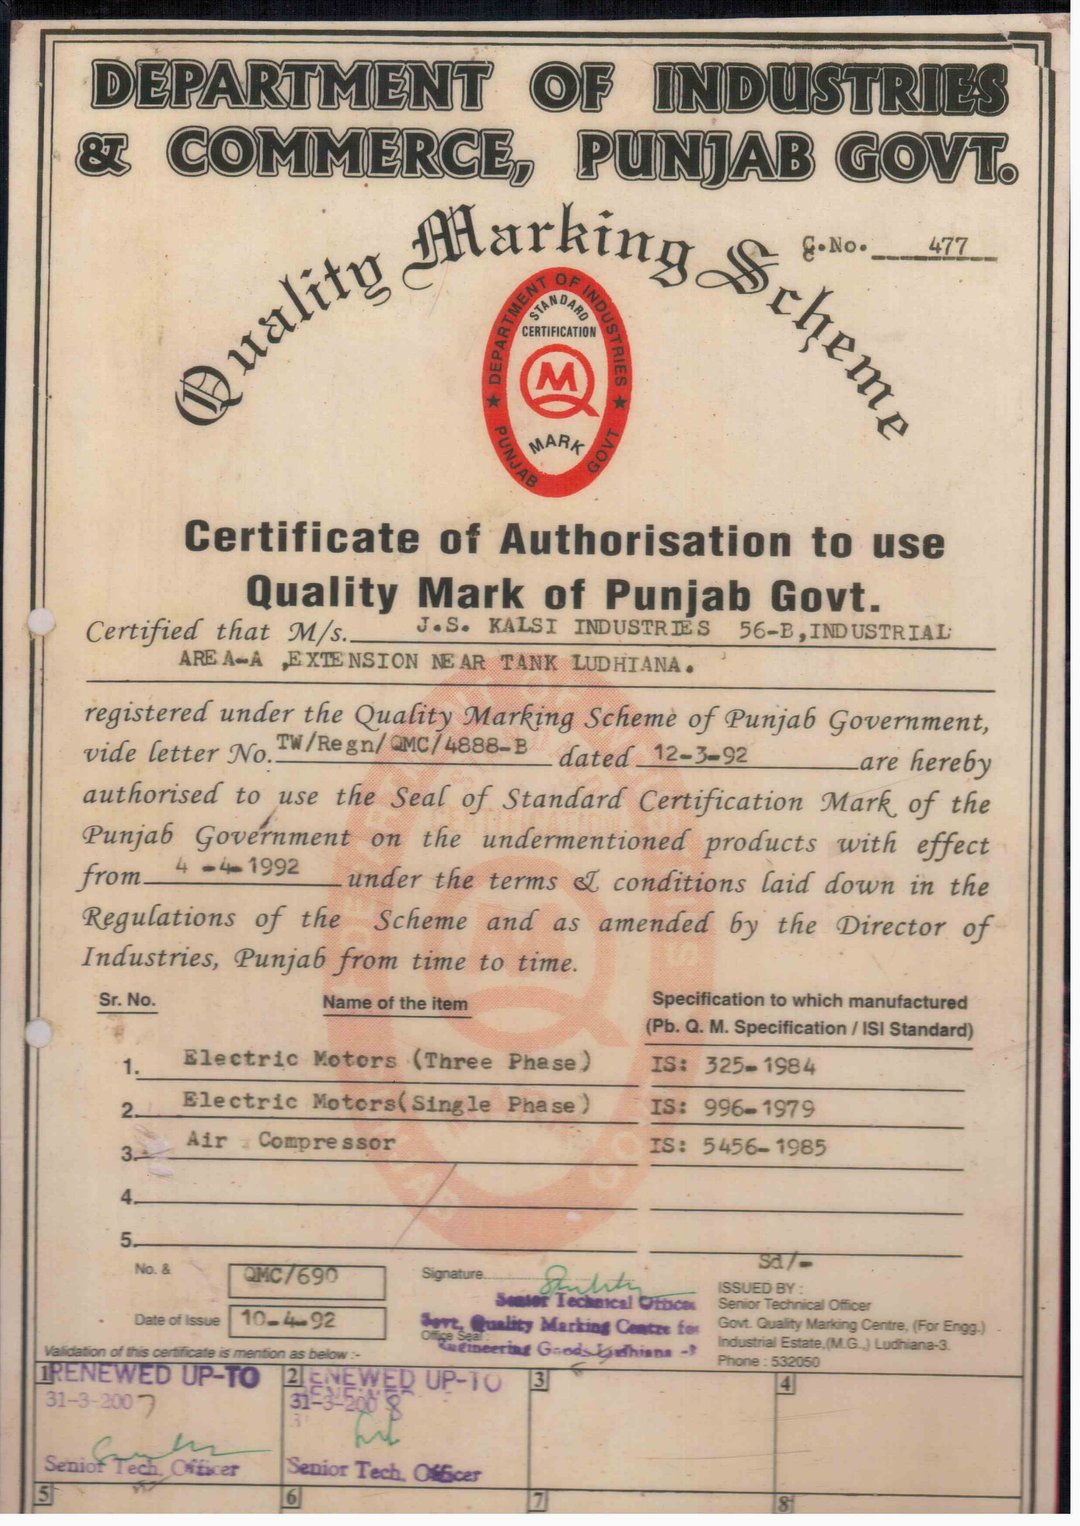 DEPARTMENT OF INDUSTRIES
& COMMERCE, PUNJAB GOVT.
Quality Marking Scheme
C.No. 477
DEPARTMENT OF INDUSTRIES
STANDARD
CERTIFICATION
QM
MARK
★ PUNJAB GOVT ★
Certificate of Authorisation to use
Quality Mark of Punjab Govt.
Certified that M/s. J.S. KALSI INDUSTRIES 56-B,INDUSTRIAL
AREA-A ,EXTENSION NEAR TANK LUDHIANA.
registered under the Quality Marking Scheme of Punjab Government,
vide letter No. TW/Regn/QMC/4888-B dated 12-3-92 are hereby
authorised to use the Seal of Standard Certification Mark of the
Punjab Government on the undermentioned products with effect
from 4-4-1992 under the terms & conditions laid down in the
Regulations of the Scheme and as amended by the Director of
Industries, Punjab from time to time.
Sr. No. Name of the item Specification to which manufactured
(Pb. Q. M. Specification / ISI Standard)
1. Electric Motors (Three Phase) IS: 325-1984
2. Electric Motors(Single Phase) IS: 996-1979
3. Air Compressor IS: 5456-1985
4.
5.
No. & QMC/690
Date of Issue 10-4-92
Signature
Senior Technical Officer
Govt. Quality Marking Centre for
Office Seal
Engineering Goods Ludhiana -3
Sd/-
ISSUED BY :
Senior Technical Officer
Govt. Quality Marking Centre, (For Engg.)
Industrial Estate,(M.G.,) Ludhiana-3.
Phone : 532050
Validation of this certificate is mention as below :-
1 RENEWED UP-TO
31-3-2007
Senior Tech. Officer
2 RENEWED UP-TO
31-3-2008
Senior Tech. Officer
3
4
5
6
7
8